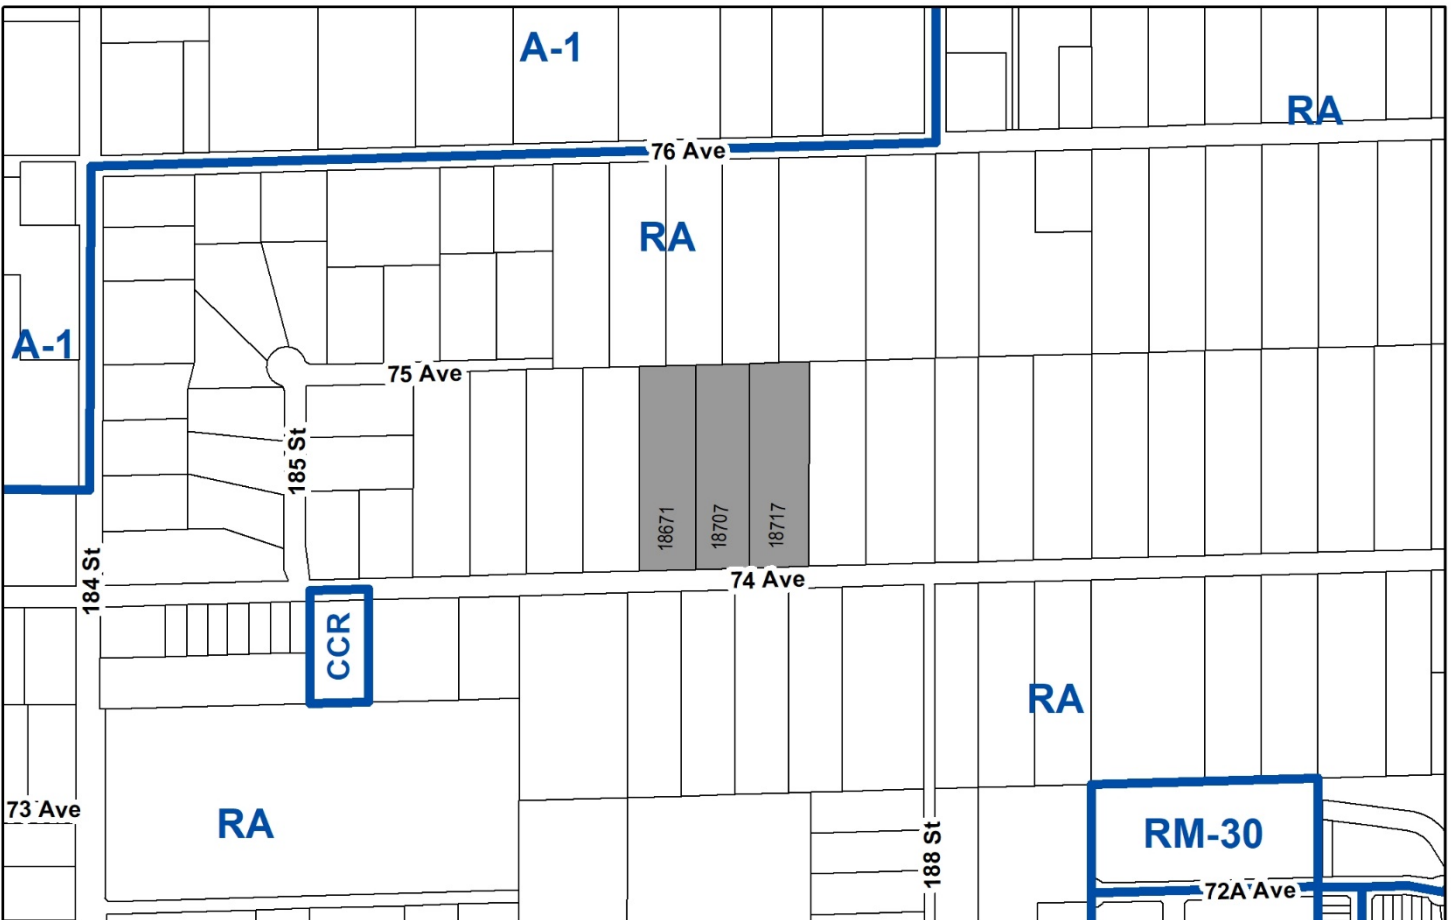 A-1
RA
76 Ave
RA
A-1
75 Ave
185 St
18671
18707
18717
184 St
74 Ave
CCR
RA
73 Ave
RA
RM-30
188 St
72A Ave